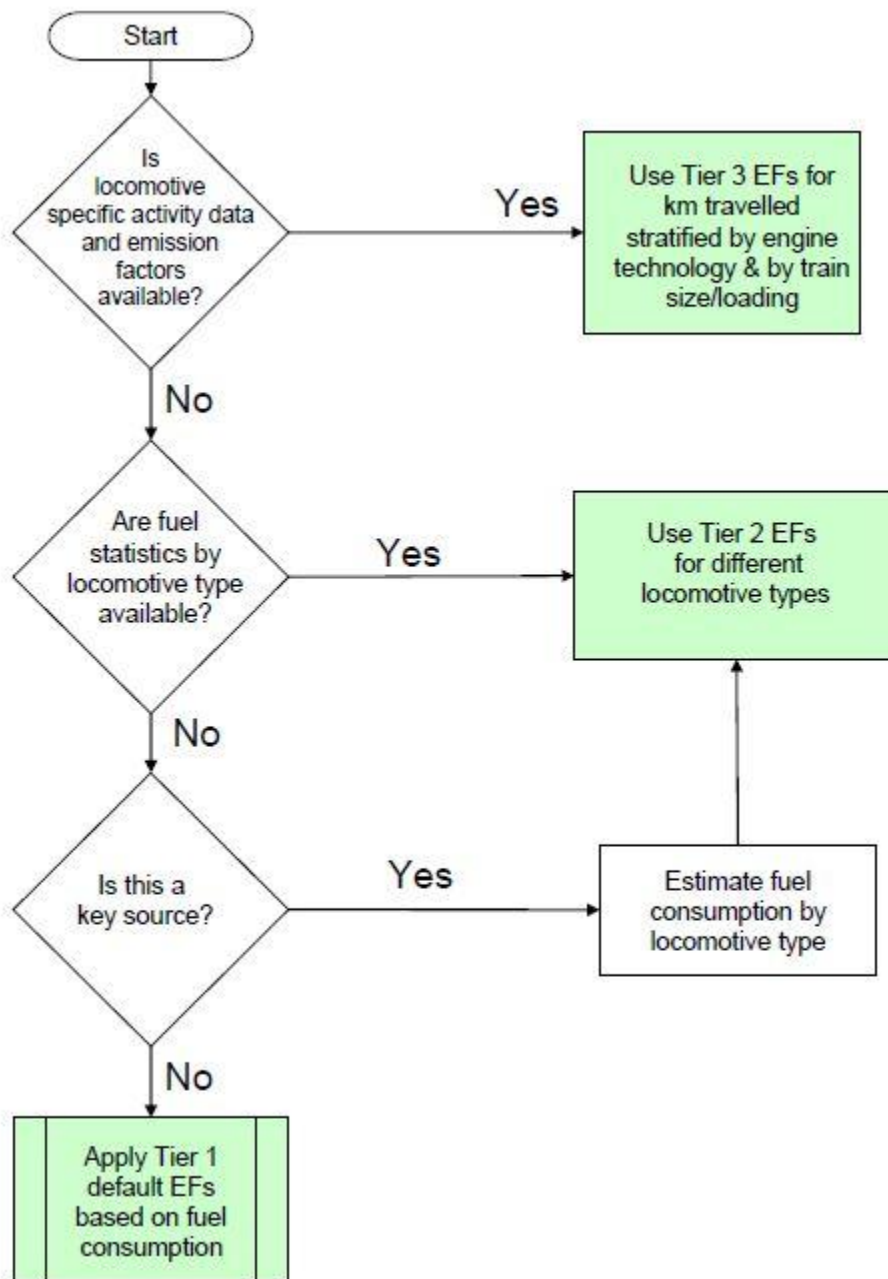 Start
Is
locomotive
specific activity data
and emission
factors
available?
Yes
Use Tier 3 EFs for
km travelled
stratified by engine
technology & by train
size/loading
No
Are fuel
statistics by
locomotive type
available?
Yes
Use Tier 2 EFs
for different
locomotive types
No
Is this a
key source?
Yes
Estimate fuel
consumption by
locomotive type
No
Apply Tier 1
default EFs
based on fuel
consumption